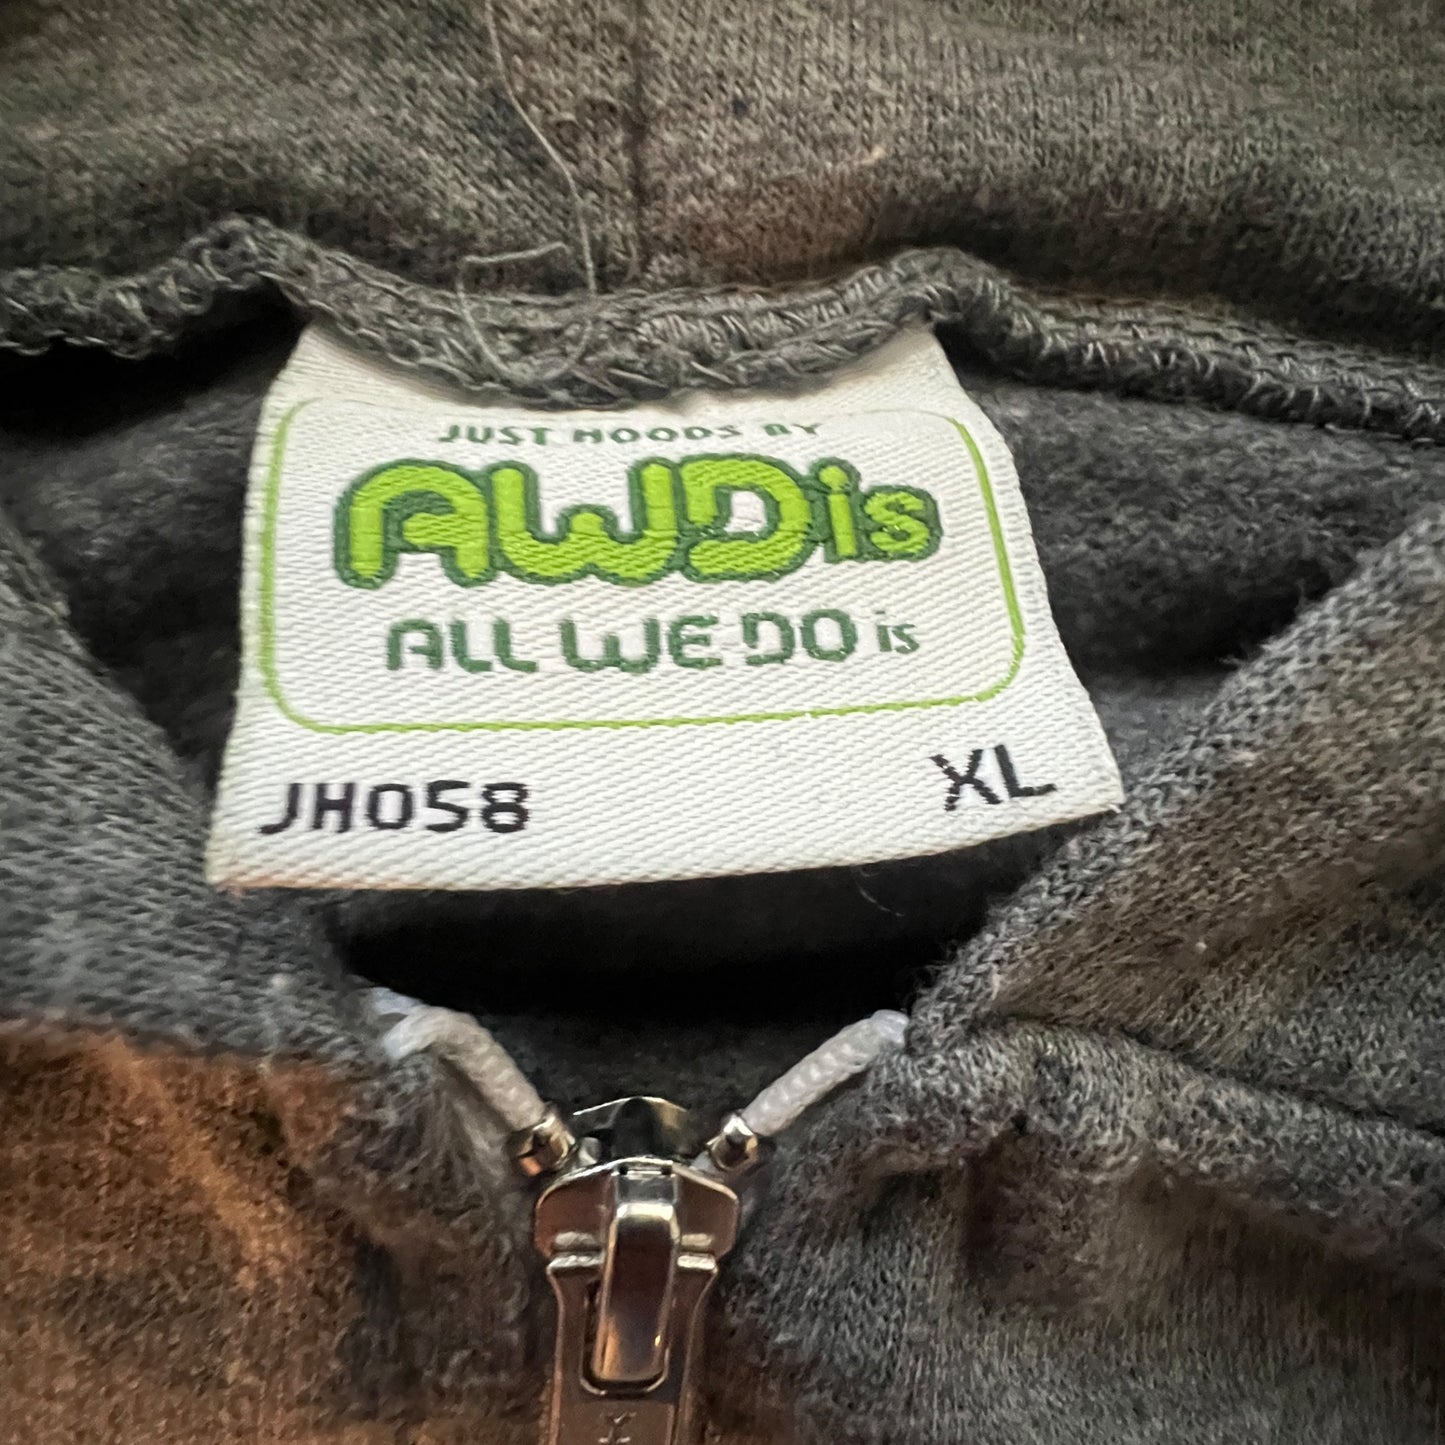 JUST HOODS BY
AWDis
ALL WE DO is
JH058 XL